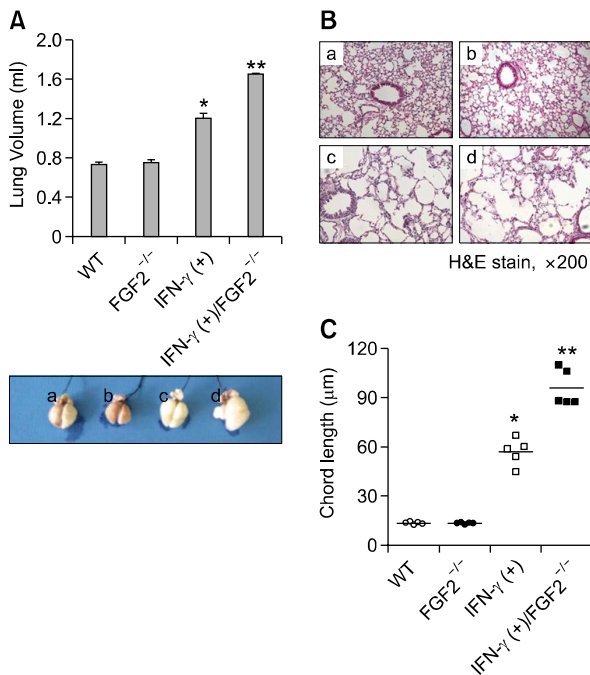 A
Lung Volume (ml)
2.0
1.6
1.2
0.8
0.4
0
*
**
WT
FGF2⁻/⁻
IFN-γ (+)
IFN-γ (+)/FGF2⁻/⁻
a
b
c
d
B
a
b
c
d
H&E stain, ×200
C
Chord length (μm)
120
90
60
30
0
*
**
WT
FGF2⁻/⁻
IFN-γ (+)
IFN-γ (+)/FGF2⁻/⁻